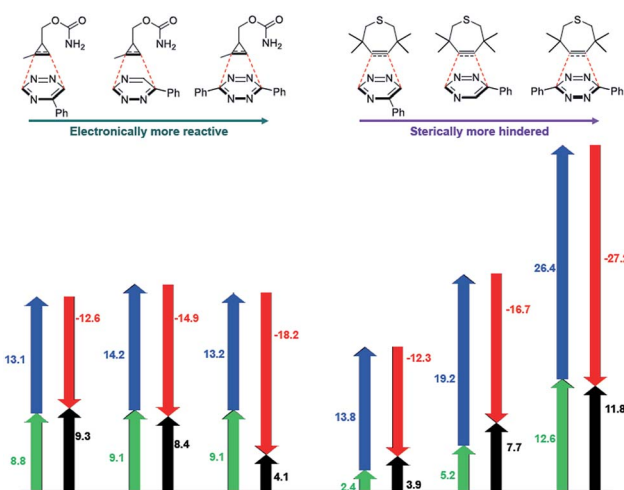 O O
NH₂
O O
NH₂
O O
NH₂
S
S
S
N=N
N
Ph
N
N-N
Ph
N=N
Ph
N-N
Ph
N=N
N
Ph
N=N
N
Ph
N=N
Ph
N-N
Ph
Electronically more reactive
Sterically more hindered
26.4
-27.2
-12.6
-14.9
-18.2
-16.7
13.1
14.2
13.2
19.2
-12.3
13.8
8.8
9.3
9.1
8.4
9.1
4.1
2.4
3.9
5.2
7.7
12.6
11.8